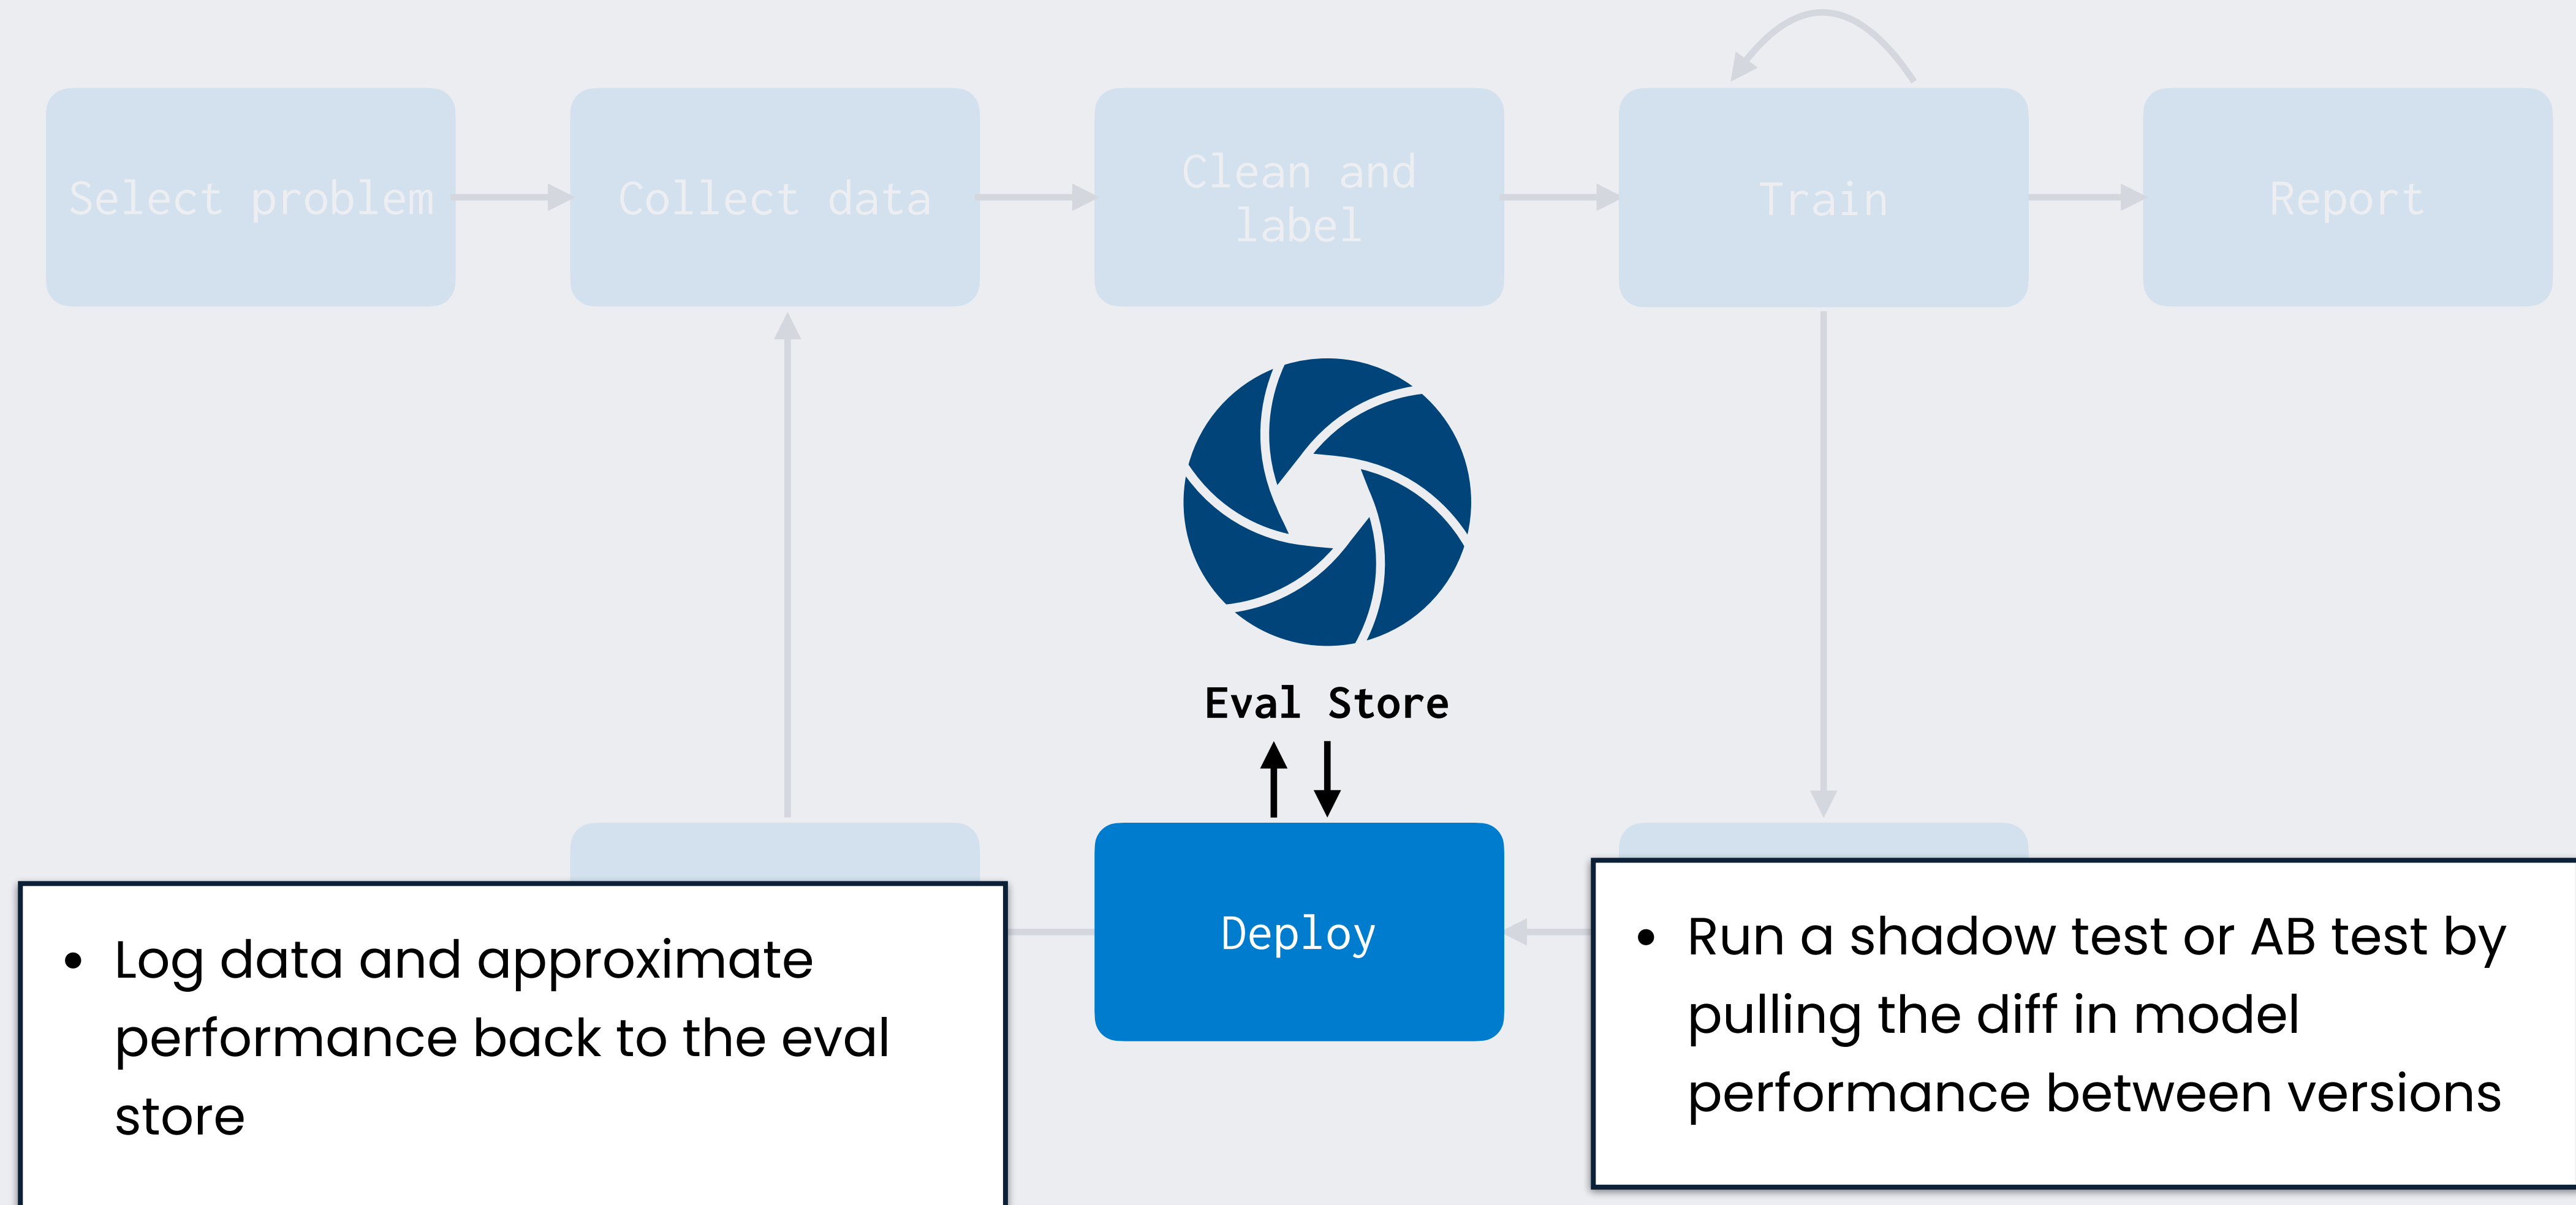 Select problem
Collect data
Clean and
label
Train
Report
Eval Store
Deploy
• Log data and approximate
performance back to the eval
store
• Run a shadow test or AB test by
pulling the diff in model
performance between versions